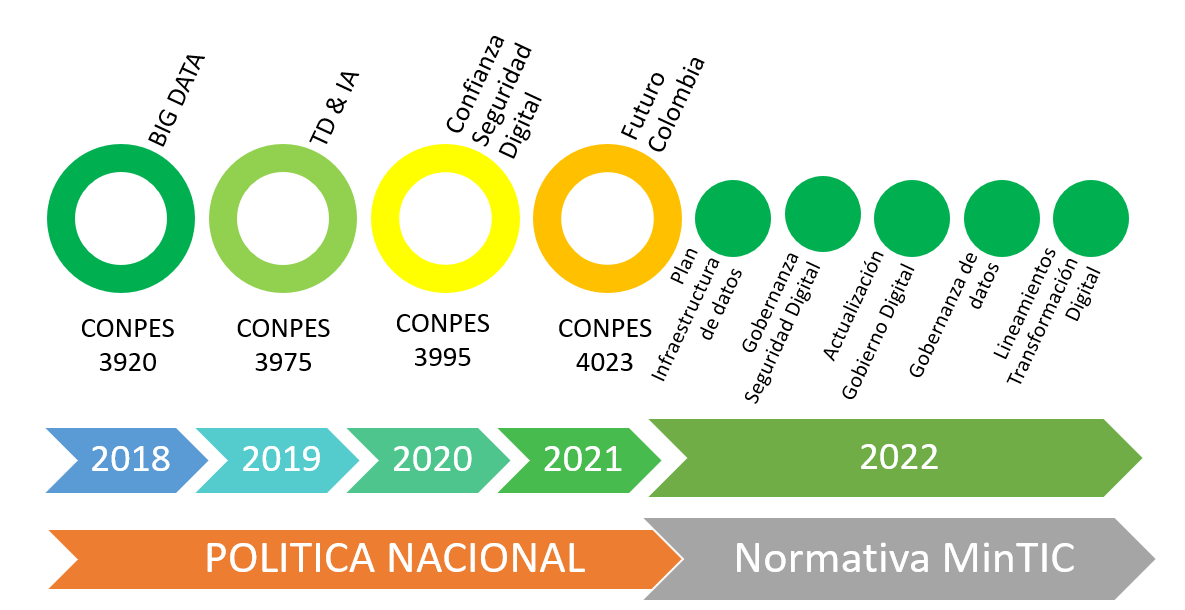 BIG DATA
TD & IA
Confianza
Seguridad
Digital
Futuro
Colombia
CONPES
3920
CONPES
3975
CONPES
3995
CONPES
4023
Plan
Infraestructura
de datos
Gobernanza
Seguridad Digital
Actualización
Gobierno Digital
Gobernanza de
datos
Lineamientos
Transformación
Digital
2018
2019
2020
2021
2022
POLITICA NACIONAL
Normativa MinTIC